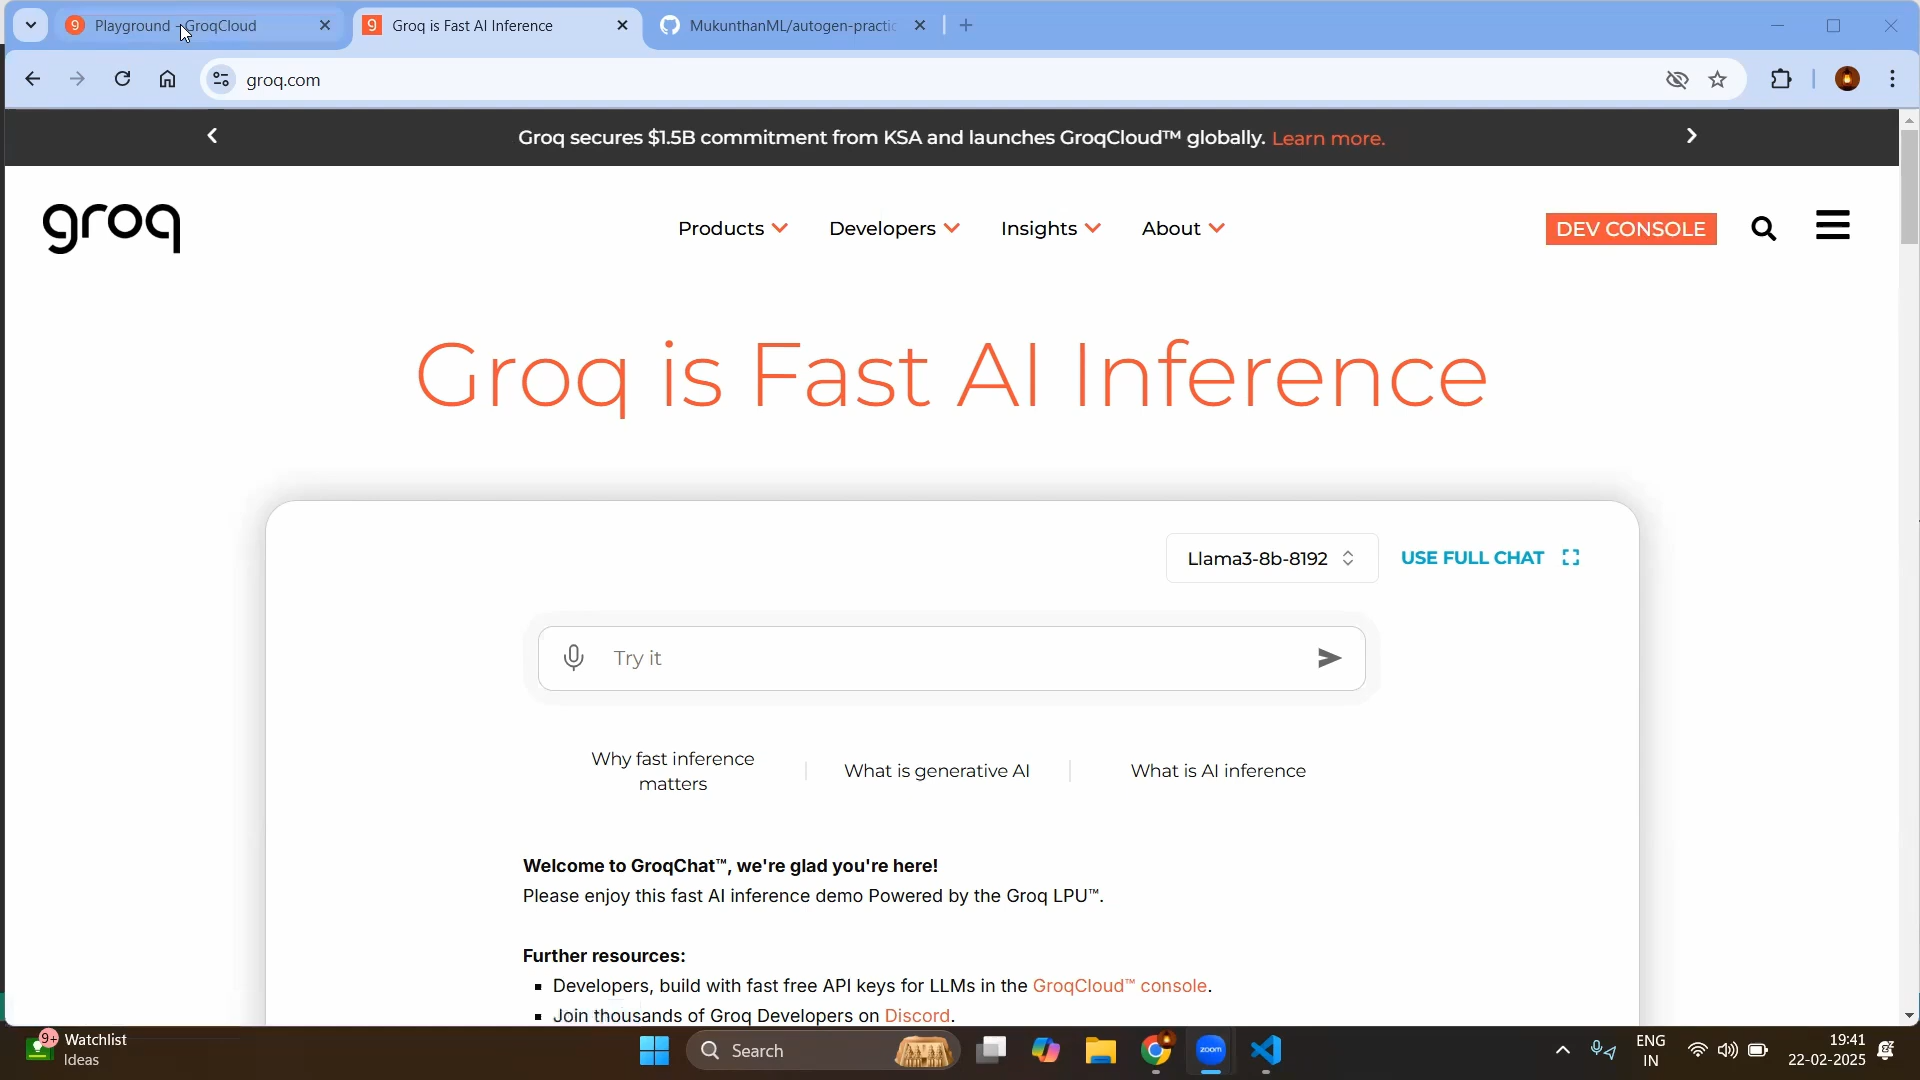 Playground - GroqCloud
Groq is Fast AI Inference
MukunthanML/autogen-practic
groq.com
Groq secures $1.5B commitment from KSA and launches GroqCloud™ globally. Learn more.
groq
Products
Developers
Insights
About
DEV CONSOLE
Groq is Fast AI Inference
Llama3-8b-8192
USE FULL CHAT
Try it
Why fast inference
matters
What is generative AI
What is AI inference
Welcome to GroqChat™, we're glad you're here!
Please enjoy this fast AI inference demo Powered by the Groq LPU™.
Further resources:
▪ Developers, build with fast free API keys for LLMs in the GroqCloud™ console.
▪ Join thousands of Groq Developers on Discord.
9+
Watchlist
Ideas
Search
zoom
ENG
IN
19:41
22-02-2025